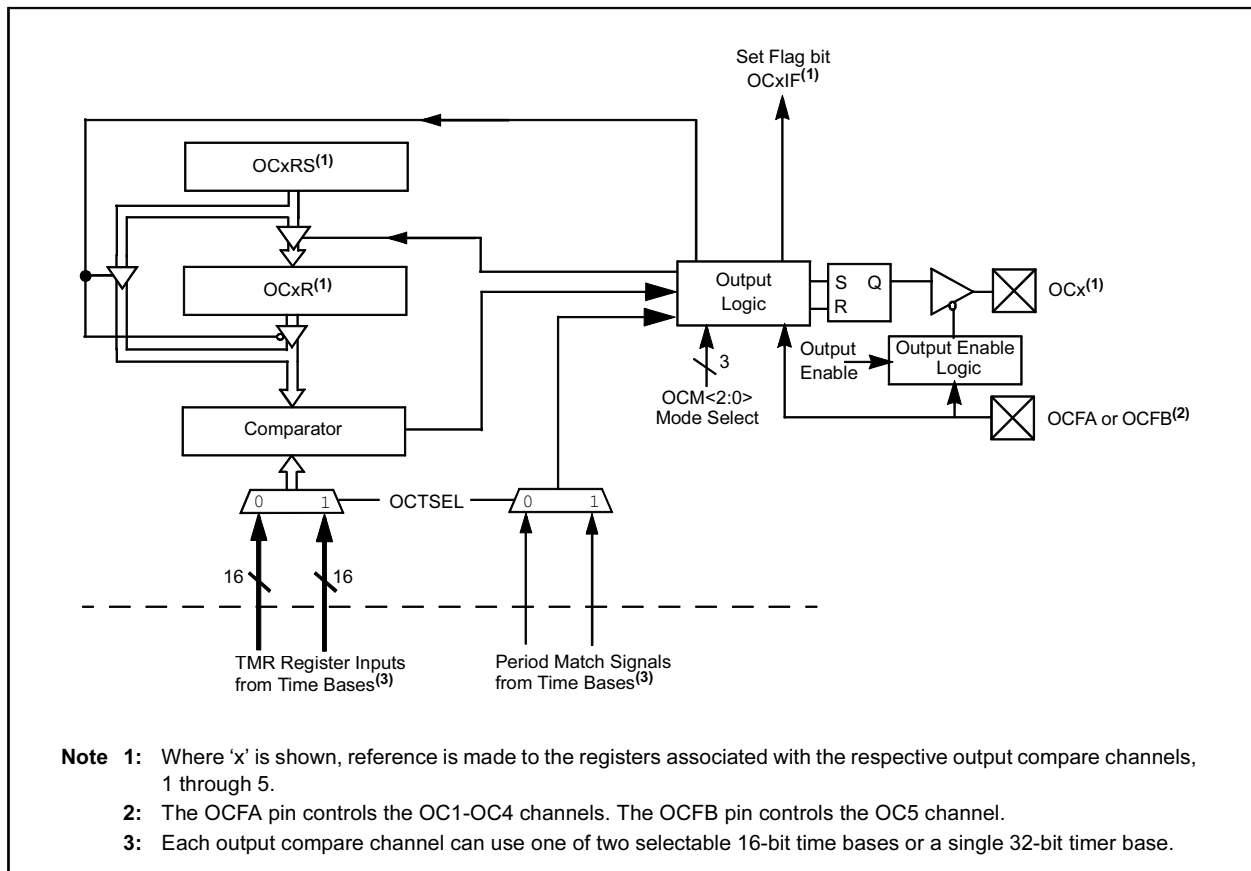 Set Flag bit
OCxIF(1)
OCxRS(1)
OCxR(1)
Output
Logic
S Q
R
OCx(1)
3
Output
Enable
Output Enable
Logic
OCM<2:0>
Mode Select
OCFA or OCFB(2)
Comparator
0 1
OCTSEL
0 1
16
16
TMR Register Inputs
from Time Bases(3)
Period Match Signals
from Time Bases(3)
Note 1: Where ‘x’ is shown, reference is made to the registers associated with the respective output compare channels,
1 through 5.
2: The OCFA pin controls the OC1-OC4 channels. The OCFB pin controls the OC5 channel.
3: Each output compare channel can use one of two selectable 16-bit time bases or a single 32-bit timer base.